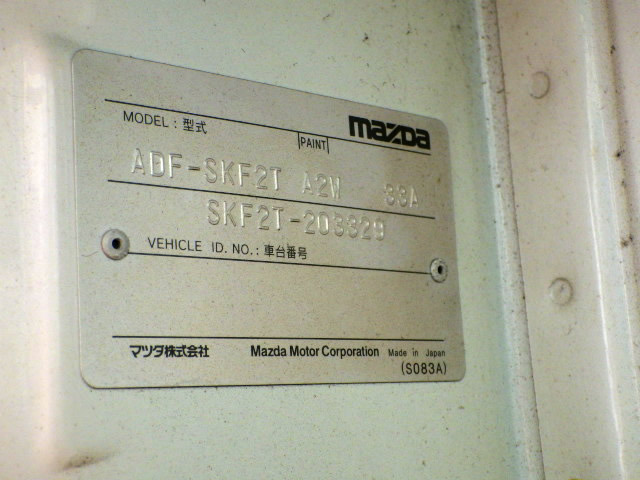 mazda
MODEL : 型式
PAINT
ADF-SKF2T A2W 33A
SKF2T-203329
VEHICLE ID. NO. : 車台番号
マツダ株式会社 Mazda Motor Corporation Made in Japan
(S083A)